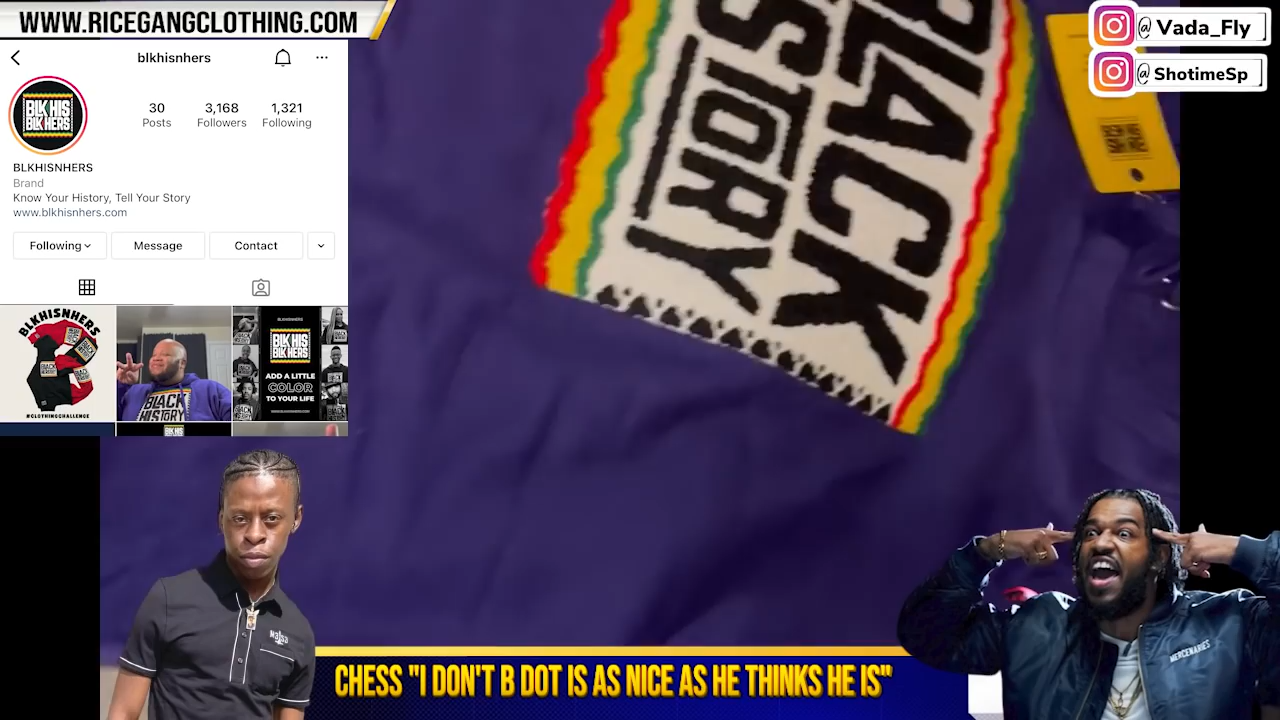 WWW.RICEGANGCLOTHING.COM
@ Vada_Fly
@ ShotimeSp
blkhisnhers
30
3,168
1,321
Posts
Followers
Following
BLKHISNHERS
Brand
Know Your History, Tell Your Story
www.blkhisnhers.com
Following
Message
Contact
BLK HIS
BLK HERS
BLKHISNHERS
#CLOTHINGCHALLENGE
BLACK
HISTORY
BLKHISNHERS
BLK HIS
BLK HERS
ADD A LITTLE
COLOR
TO YOUR LIFE
BLACK
STORY
MERCENARIES
CHESS "I DON'T B DOT IS AS NICE AS HE THINKS HE IS"